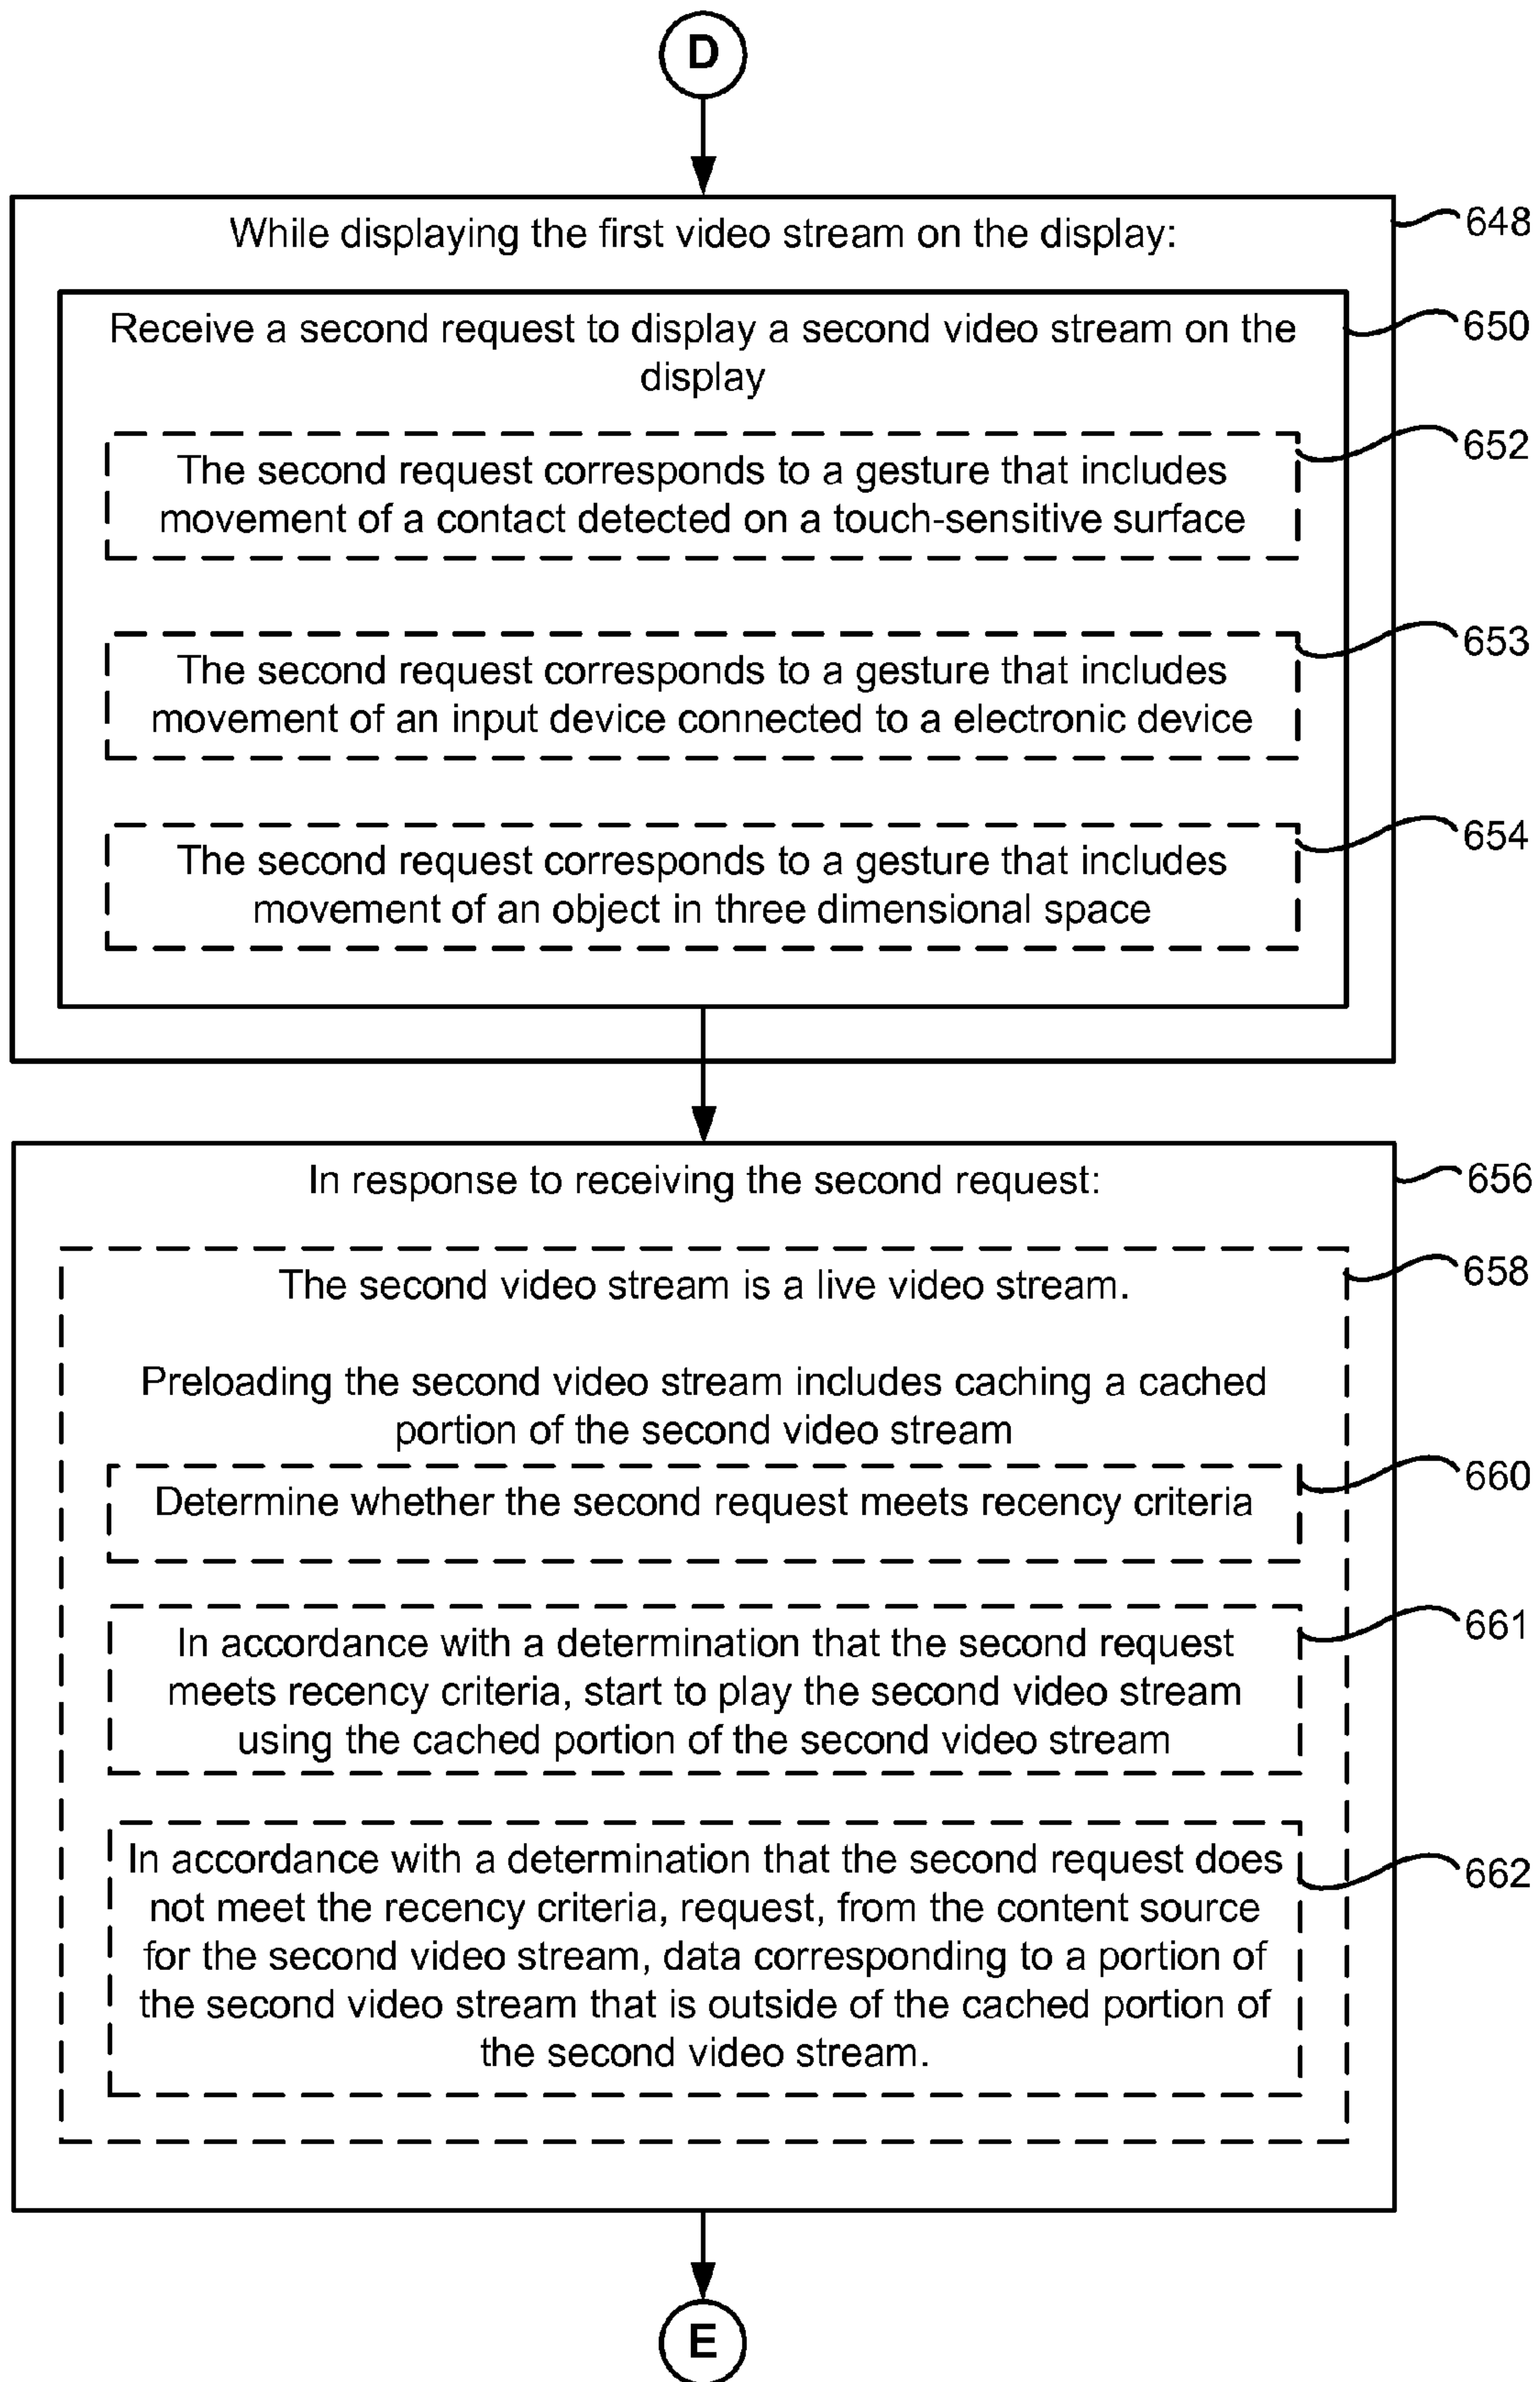 D
While displaying the first video stream on the display:
648
Receive a second request to display a second video stream on the
display
650
The second request corresponds to a gesture that includes
movement of a contact detected on a touch-sensitive surface
652
The second request corresponds to a gesture that includes
movement of an input device connected to a electronic device
653
The second request corresponds to a gesture that includes
movement of an object in three dimensional space
654
In response to receiving the second request:
656
The second video stream is a live video stream.
658
Preloading the second video stream includes caching a cached
portion of the second video stream
Determine whether the second request meets recency criteria
660
In accordance with a determination that the second request
meets recency criteria, start to play the second video stream
using the cached portion of the second video stream
661
In accordance with a determination that the second request does
not meet the recency criteria, request, from the content source
for the second video stream, data corresponding to a portion of
the second video stream that is outside of the cached portion of
the second video stream.
662
E